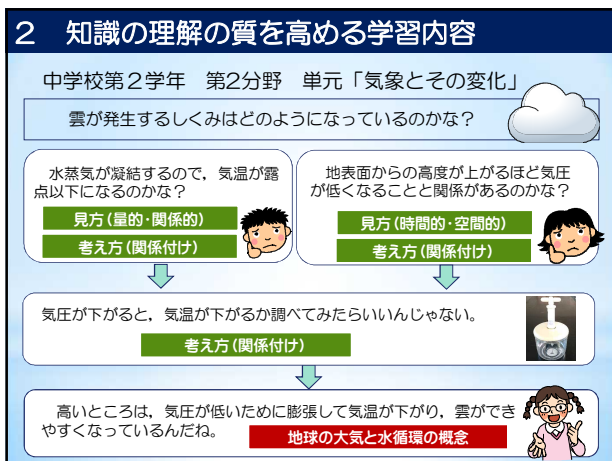 2　知識の理解の質を高める学習内容
中学校第２学年　第2分野　単元「気象とその変化」
雲が発生するしくみはどのようになっているのかな？
水蒸気が凝結するので，気温が露
点以下になるのかな？
見方（量的・関係的）
考え方（関係付け）
地表面からの高度が上がるほど気圧
が低くなることと関係があるのかな？
見方（時間的・空間的）
考え方（関係付け）
気圧が下がると，気温が下がるか調べてみたらいいんじゃない。
考え方（関係付け）
高いところは，気圧が低いために膨張して気温が下がり，雲ができ
やすくなっているんだね。
地球の大気と水循環の概念